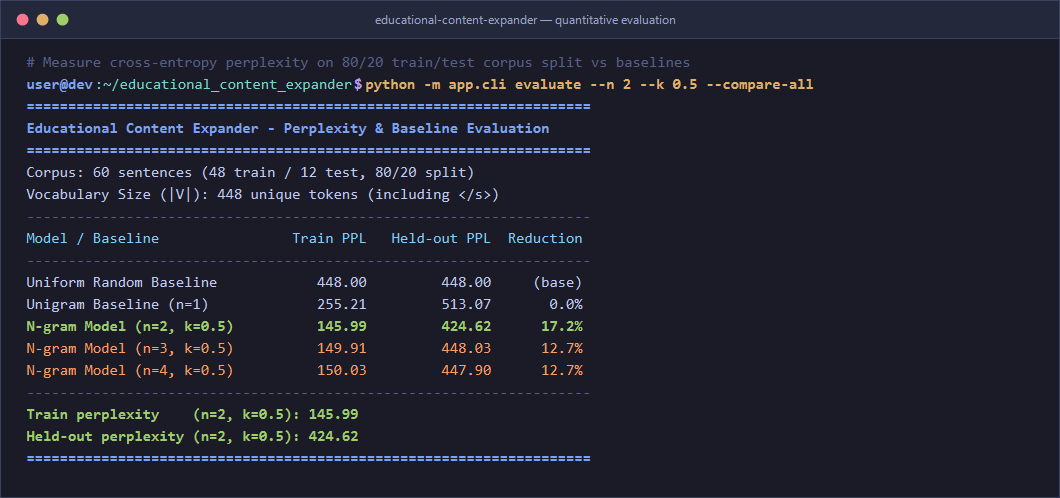 educational-content-expander — quantitative evaluation
# Measure cross-entropy perplexity on 80/20 train/test corpus split vs baselines
user@dev:~/educational_content_expander$ python -m app.cli evaluate --n 2 --k 0.5 --compare-all
====================================================================
Educational Content Expander - Perplexity & Baseline Evaluation
====================================================================
Corpus: 60 sentences (48 train / 12 test, 80/20 split)
Vocabulary Size (|V|): 448 unique tokens (including </s>)
--------------------------------------------------------------------
Model / Baseline                Train PPL   Held-out PPL  Reduction
--------------------------------------------------------------------
Uniform Random Baseline            448.00         448.00     (base)
Unigram Baseline (n=1)             255.21         513.07       0.0%
N-gram Model (n=2, k=0.5)          145.99         424.62      17.2%
N-gram Model (n=3, k=0.5)          149.91         448.03      12.7%
N-gram Model (n=4, k=0.5)          150.03         447.90      12.7%
--------------------------------------------------------------------
Train perplexity    (n=2, k=0.5): 145.99
Held-out perplexity (n=2, k=0.5): 424.62
====================================================================